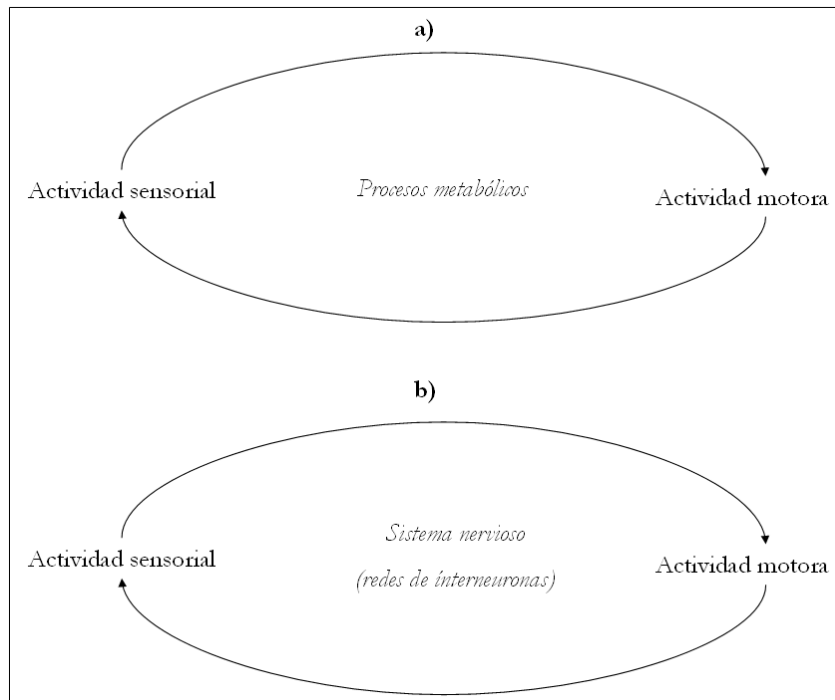 a)
Actividad sensorial
Procesos metabólicos
Actividad motora
b)
Sistema nervioso
Actividad sensorial
(redes de interneuronas)
Actividad motora